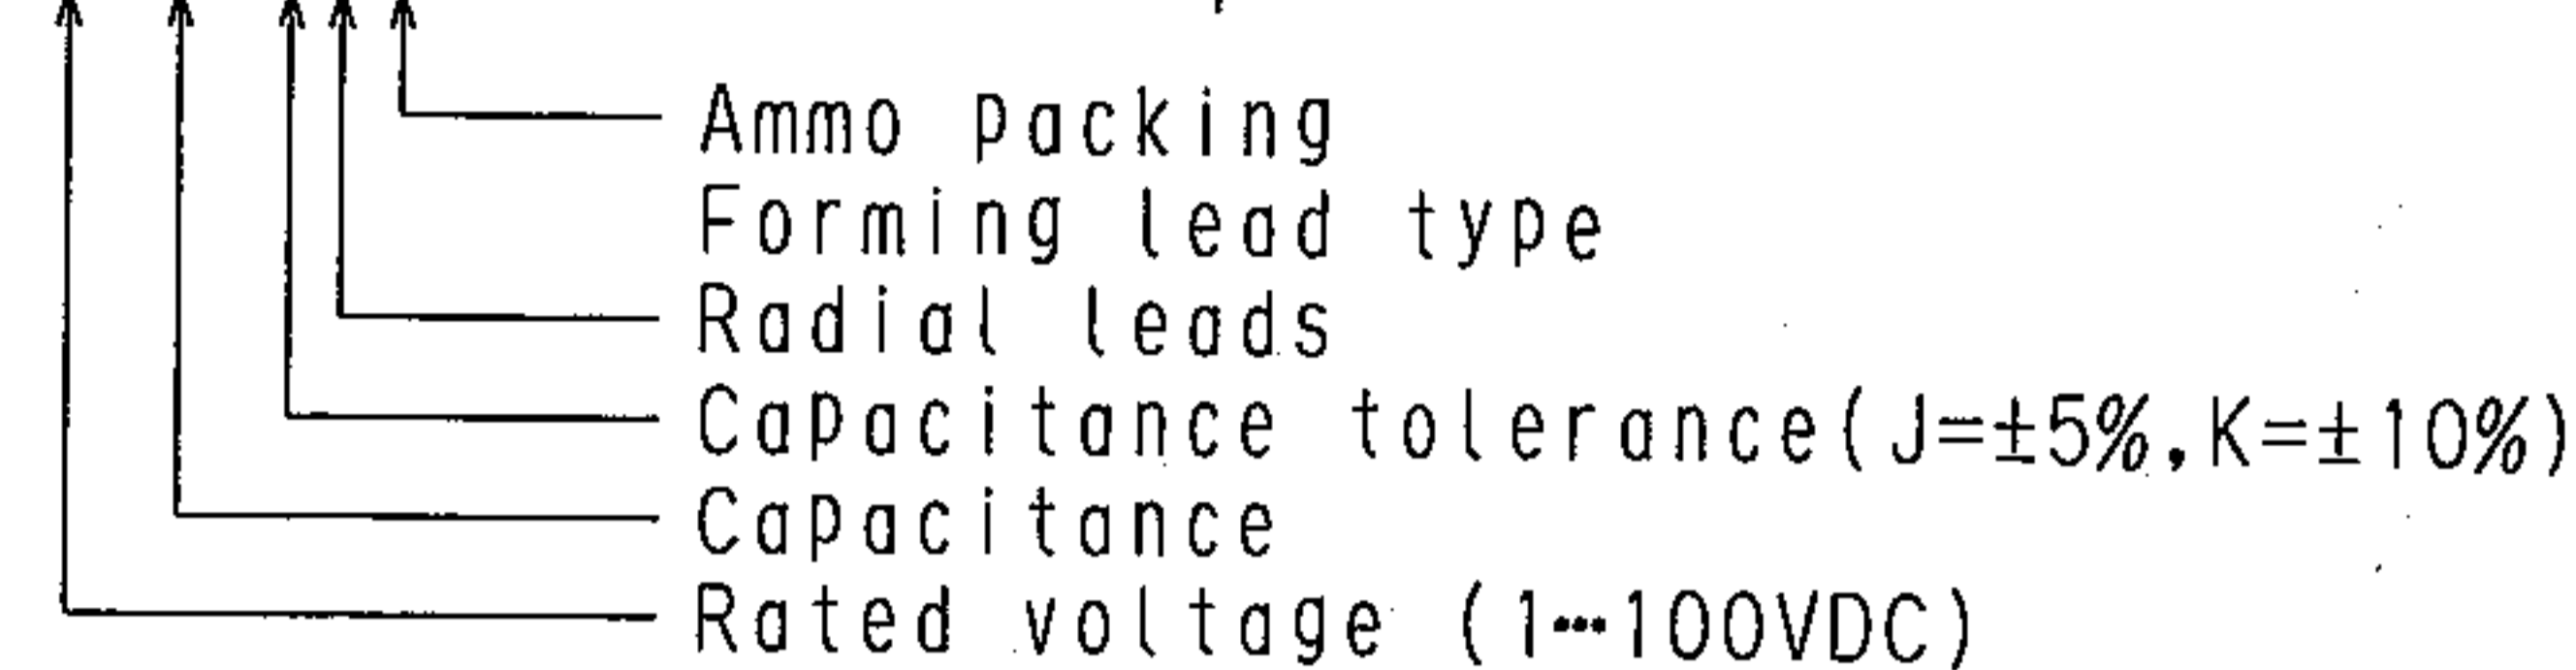 Ammo packing
Forming lead type
Radial leads
Capacitance tolerance(J=±5%,K=±10%)
Capacitance
Rated voltage (1…100VDC)